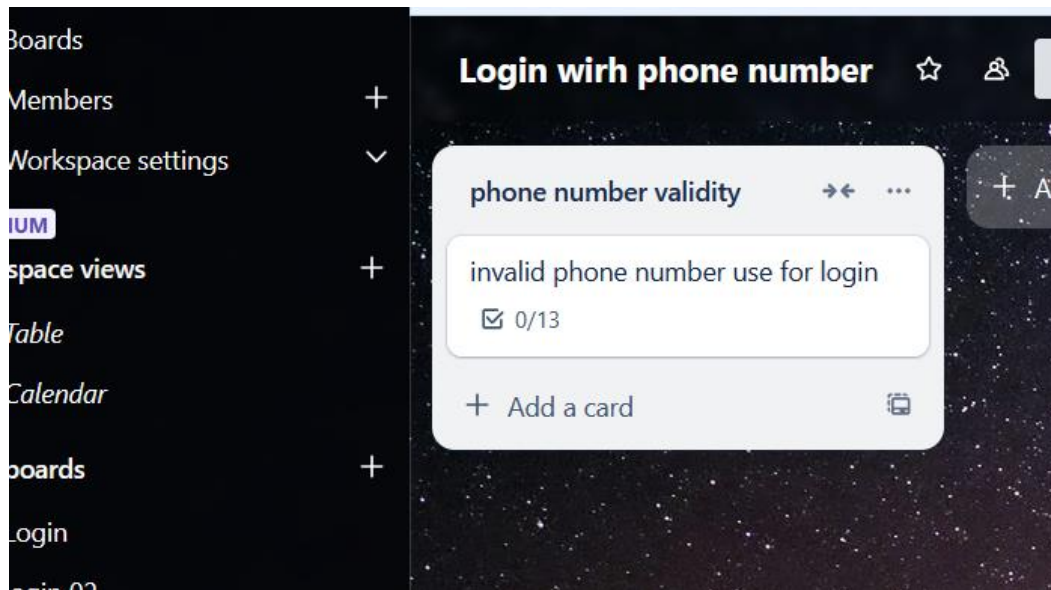 Boards
Members
Workspace settings
IUM
space views
Table
Calendar
boards
Login
Login wirh phone number
phone number validity
invalid phone number use for login
0/13
Add a card
A